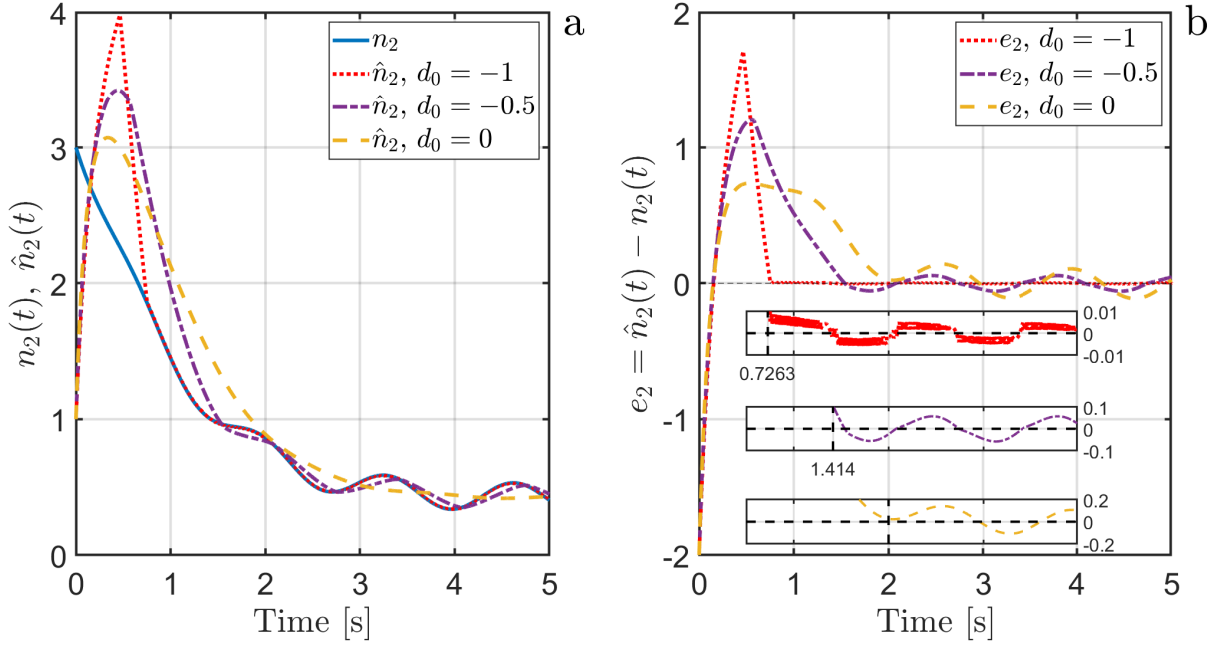 a
4
3
2
1
0
n₂(t), n̂₂(t)
n₂
n̂₂, d₀ = −1
n̂₂, d₀ = −0.5
n̂₂, d₀ = 0
0 1 2 3 4 5
Time [s]
b
2
1
0
-1
-2
e₂ = n̂₂(t) − n₂(t)
e₂, d₀ = −1
e₂, d₀ = −0.5
e₂, d₀ = 0
0.01
0
-0.01
0.7263
0.1
0
-0.1
1.414
0.2
0
-0.2
0 1 2 3 4 5
Time [s]